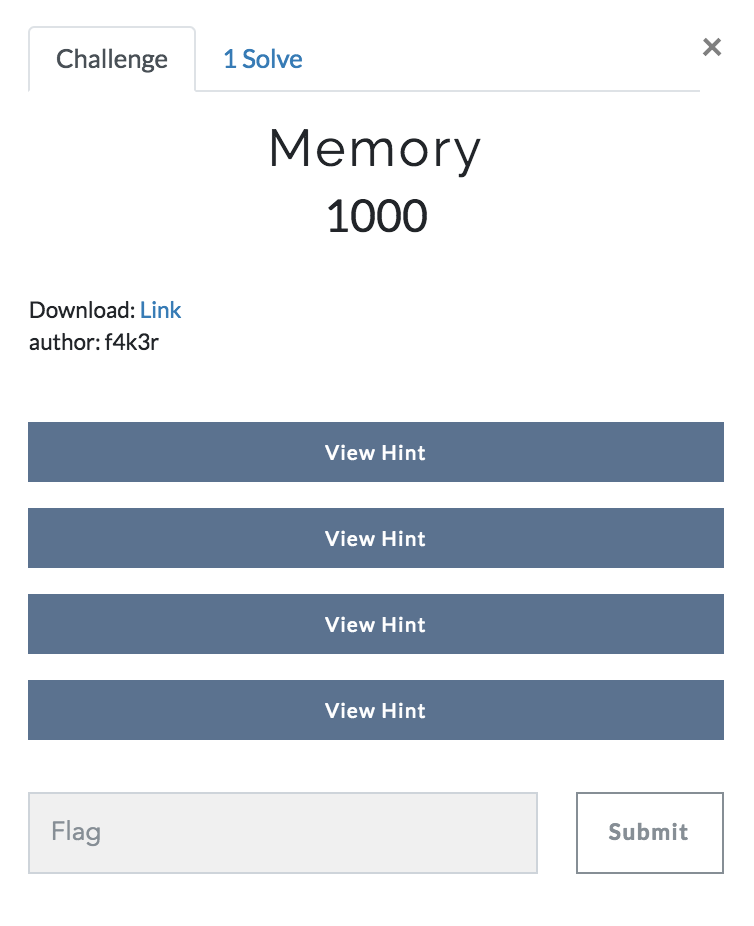 Challenge
1 Solve
×
Memory
1000
Download: Link
author: f4k3r
View Hint
View Hint
View Hint
View Hint
Flag
Submit